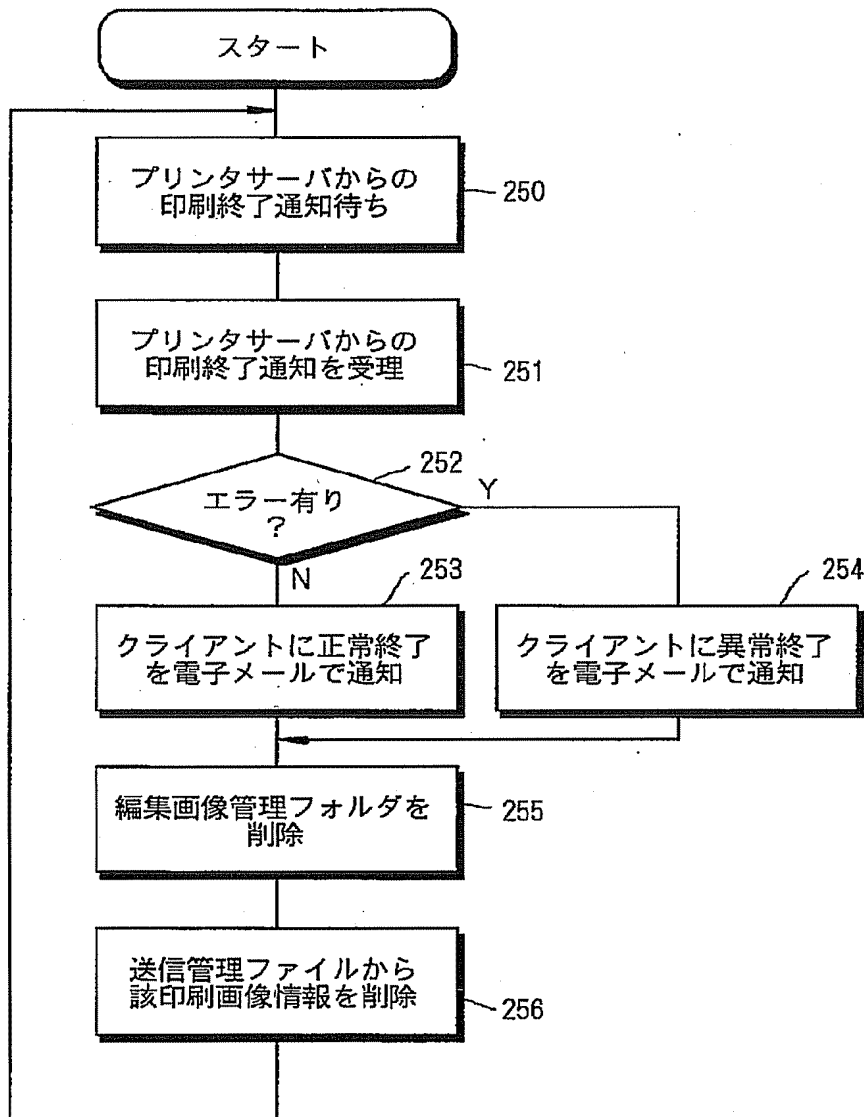 スタート
プリンタサーバからの
印刷終了通知待ち
250
プリンタサーバからの
印刷終了通知を受理
251
252
エラー有り
?
Y
N
253
254
クライアントに正常終了
を電子メールで通知
クライアントに異常終了
を電子メールで通知
編集画像管理フォルダを
削除
255
送信管理ファイルから
該印刷画像情報を削除
256